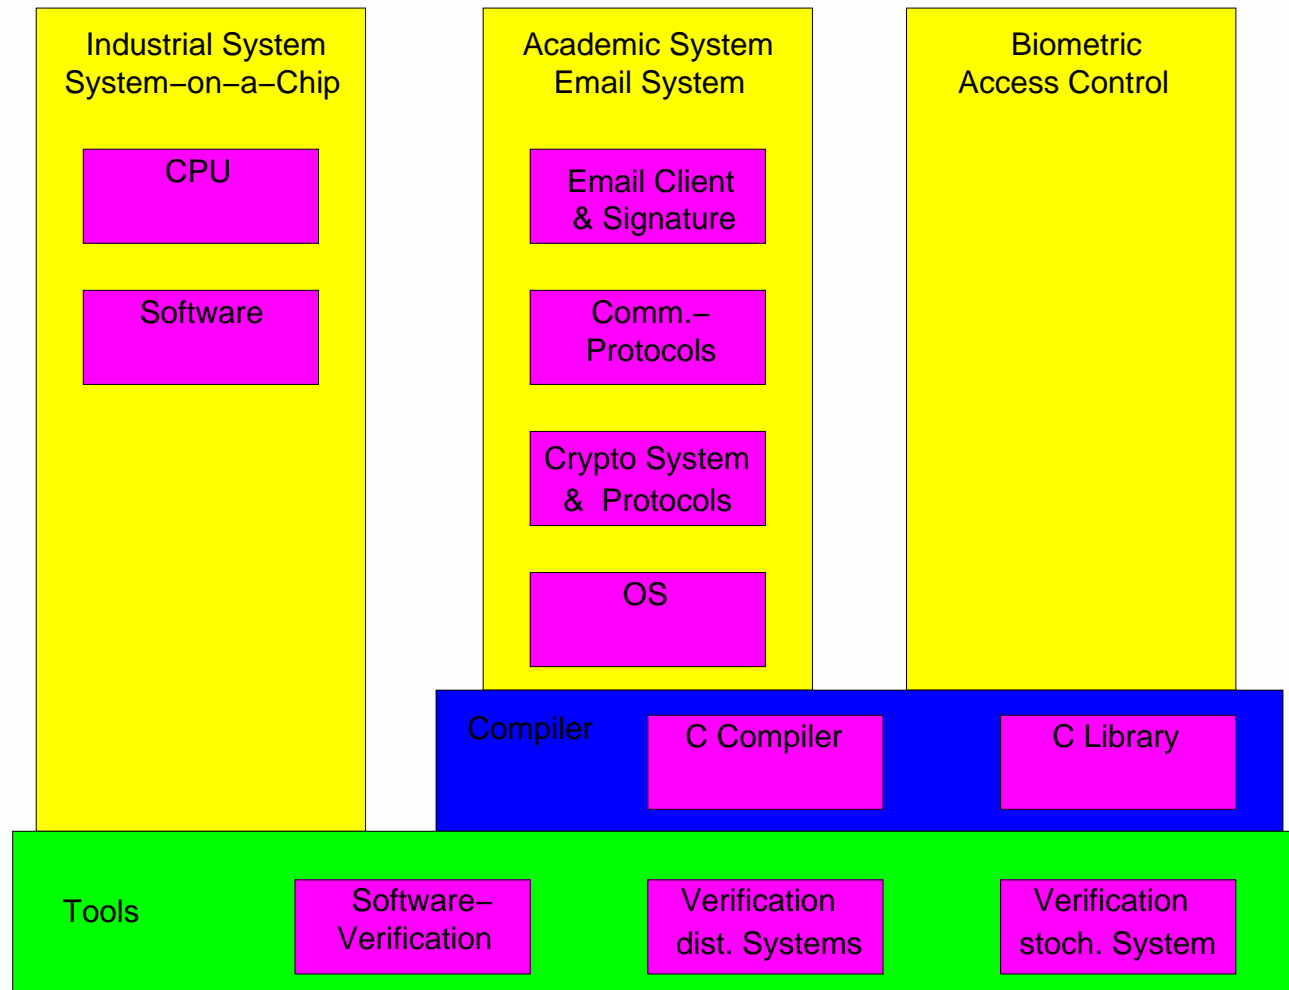 Industrial System
System−on−a−Chip
CPU
Software
Academic System
Email System
Email Client
& Signature
Comm.−
Protocols
Crypto System
& Protocols
OS
Biometric
Access Control
Compiler
C Compiler
C Library
Tools
Software−
Verification
Verification
dist. Systems
Verification
stoch. System